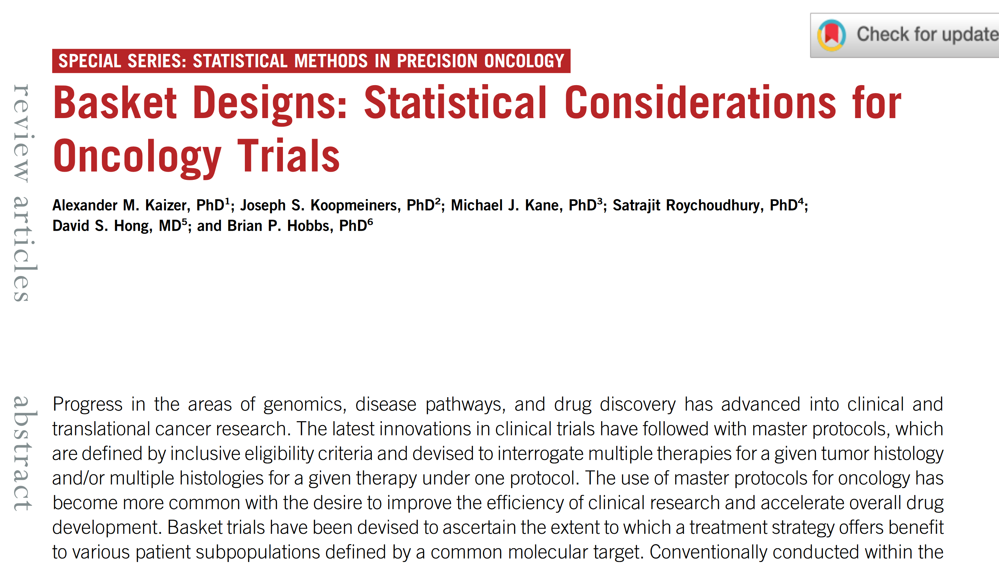 Check for update
SPECIAL SERIES: STATISTICAL METHODS IN PRECISION ONCOLOGY
Basket Designs: Statistical Considerations for
Oncology Trials
Alexander M. Kaizer, PhD¹; Joseph S. Koopmeiners, PhD²; Michael J. Kane, PhD³; Satrajit Roychoudhury, PhD⁴;
David S. Hong, MD⁵; and Brian P. Hobbs, PhD⁶
review articles
abstract
Progress in the areas of genomics, disease pathways, and drug discovery has advanced into clinical and
translational cancer research. The latest innovations in clinical trials have followed with master protocols, which
are defined by inclusive eligibility criteria and devised to interrogate multiple therapies for a given tumor histology
and/or multiple histologies for a given therapy under one protocol. The use of master protocols for oncology has
become more common with the desire to improve the efficiency of clinical research and accelerate overall drug
development. Basket trials have been devised to ascertain the extent to which a treatment strategy offers benefit
to various patient subpopulations defined by a common molecular target. Conventionally conducted within the